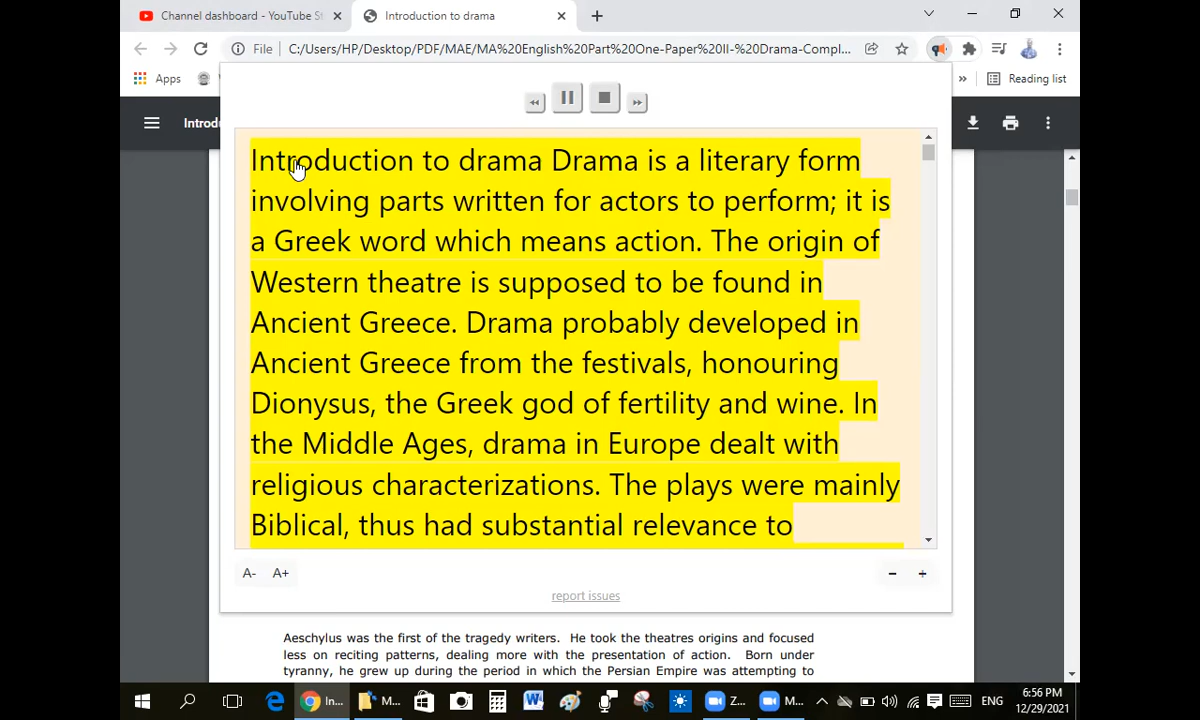 Channel dashboard - YouTube St
Introduction to drama
File
C:/Users/HP/Desktop/PDF/MAE/MA%20English%20Part%20One-Paper%20II-%20Drama-Compl...
Apps
»
Reading list
Introdu
Introduction to drama Drama is a literary form
involving parts written for actors to perform; it is
a Greek word which means action. The origin of
Western theatre is supposed to be found in
Ancient Greece. Drama probably developed in
Ancient Greece from the festivals, honouring
Dionysus, the Greek god of fertility and wine. In
the Middle Ages, drama in Europe dealt with
religious characterizations. The plays were mainly
Biblical, thus had substantial relevance to
A- A+
− +
report issues
Aeschylus was the first of the tragedy writers. He took the theatres origins and focused
less on reciting patterns, dealing more with the presentation of action. Born under
tyranny, he grew up during the period in which the Persian Empire was attempting to
In...
M...
Z...
M...
ENG
6:56 PM
12/29/2021